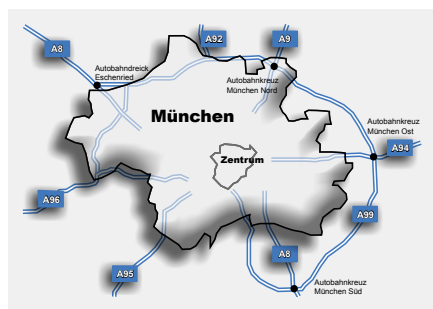 A92
A9
A8
Autobahndreick
Eschenried
Autobahnkreuz
München Nord
München
Autobahnkreuz
München Ost
A94
Zentrum
A96
A99
A8
A95
Autobahnkreuz
München Süd